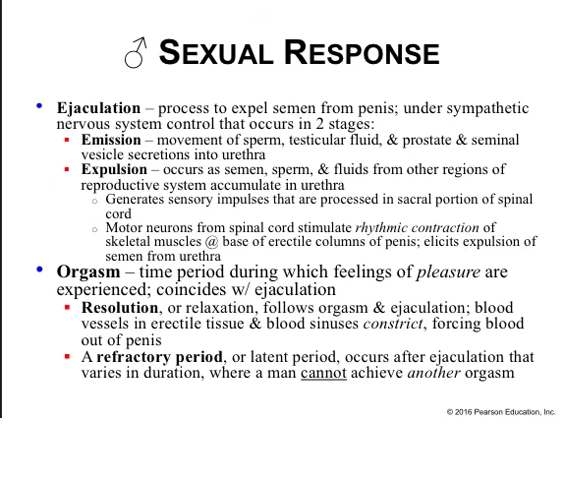 ♂ SEXUAL RESPONSE
• Ejaculation – process to expel semen from penis; under sympathetic
nervous system control that occurs in 2 stages:
▪ Emission – movement of sperm, testicular fluid, & prostate & seminal
vesicle secretions into urethra
▪ Expulsion – occurs as semen, sperm, & fluids from other regions of
reproductive system accumulate in urethra
○ Generates sensory impulses that are processed in sacral portion of spinal
cord
○ Motor neurons from spinal cord stimulate rhythmic contraction of
skeletal muscles @ base of erectile columns of penis; elicits expulsion of
semen from urethra
• Orgasm – time period during which feelings of pleasure are
experienced; coincides w/ ejaculation
▪ Resolution, or relaxation, follows orgasm & ejaculation; blood
vessels in erectile tissue & blood sinuses constrict, forcing blood
out of penis
▪ A refractory period, or latent period, occurs after ejaculation that
varies in duration, where a man cannot achieve another orgasm
© 2016 Pearson Education, Inc.